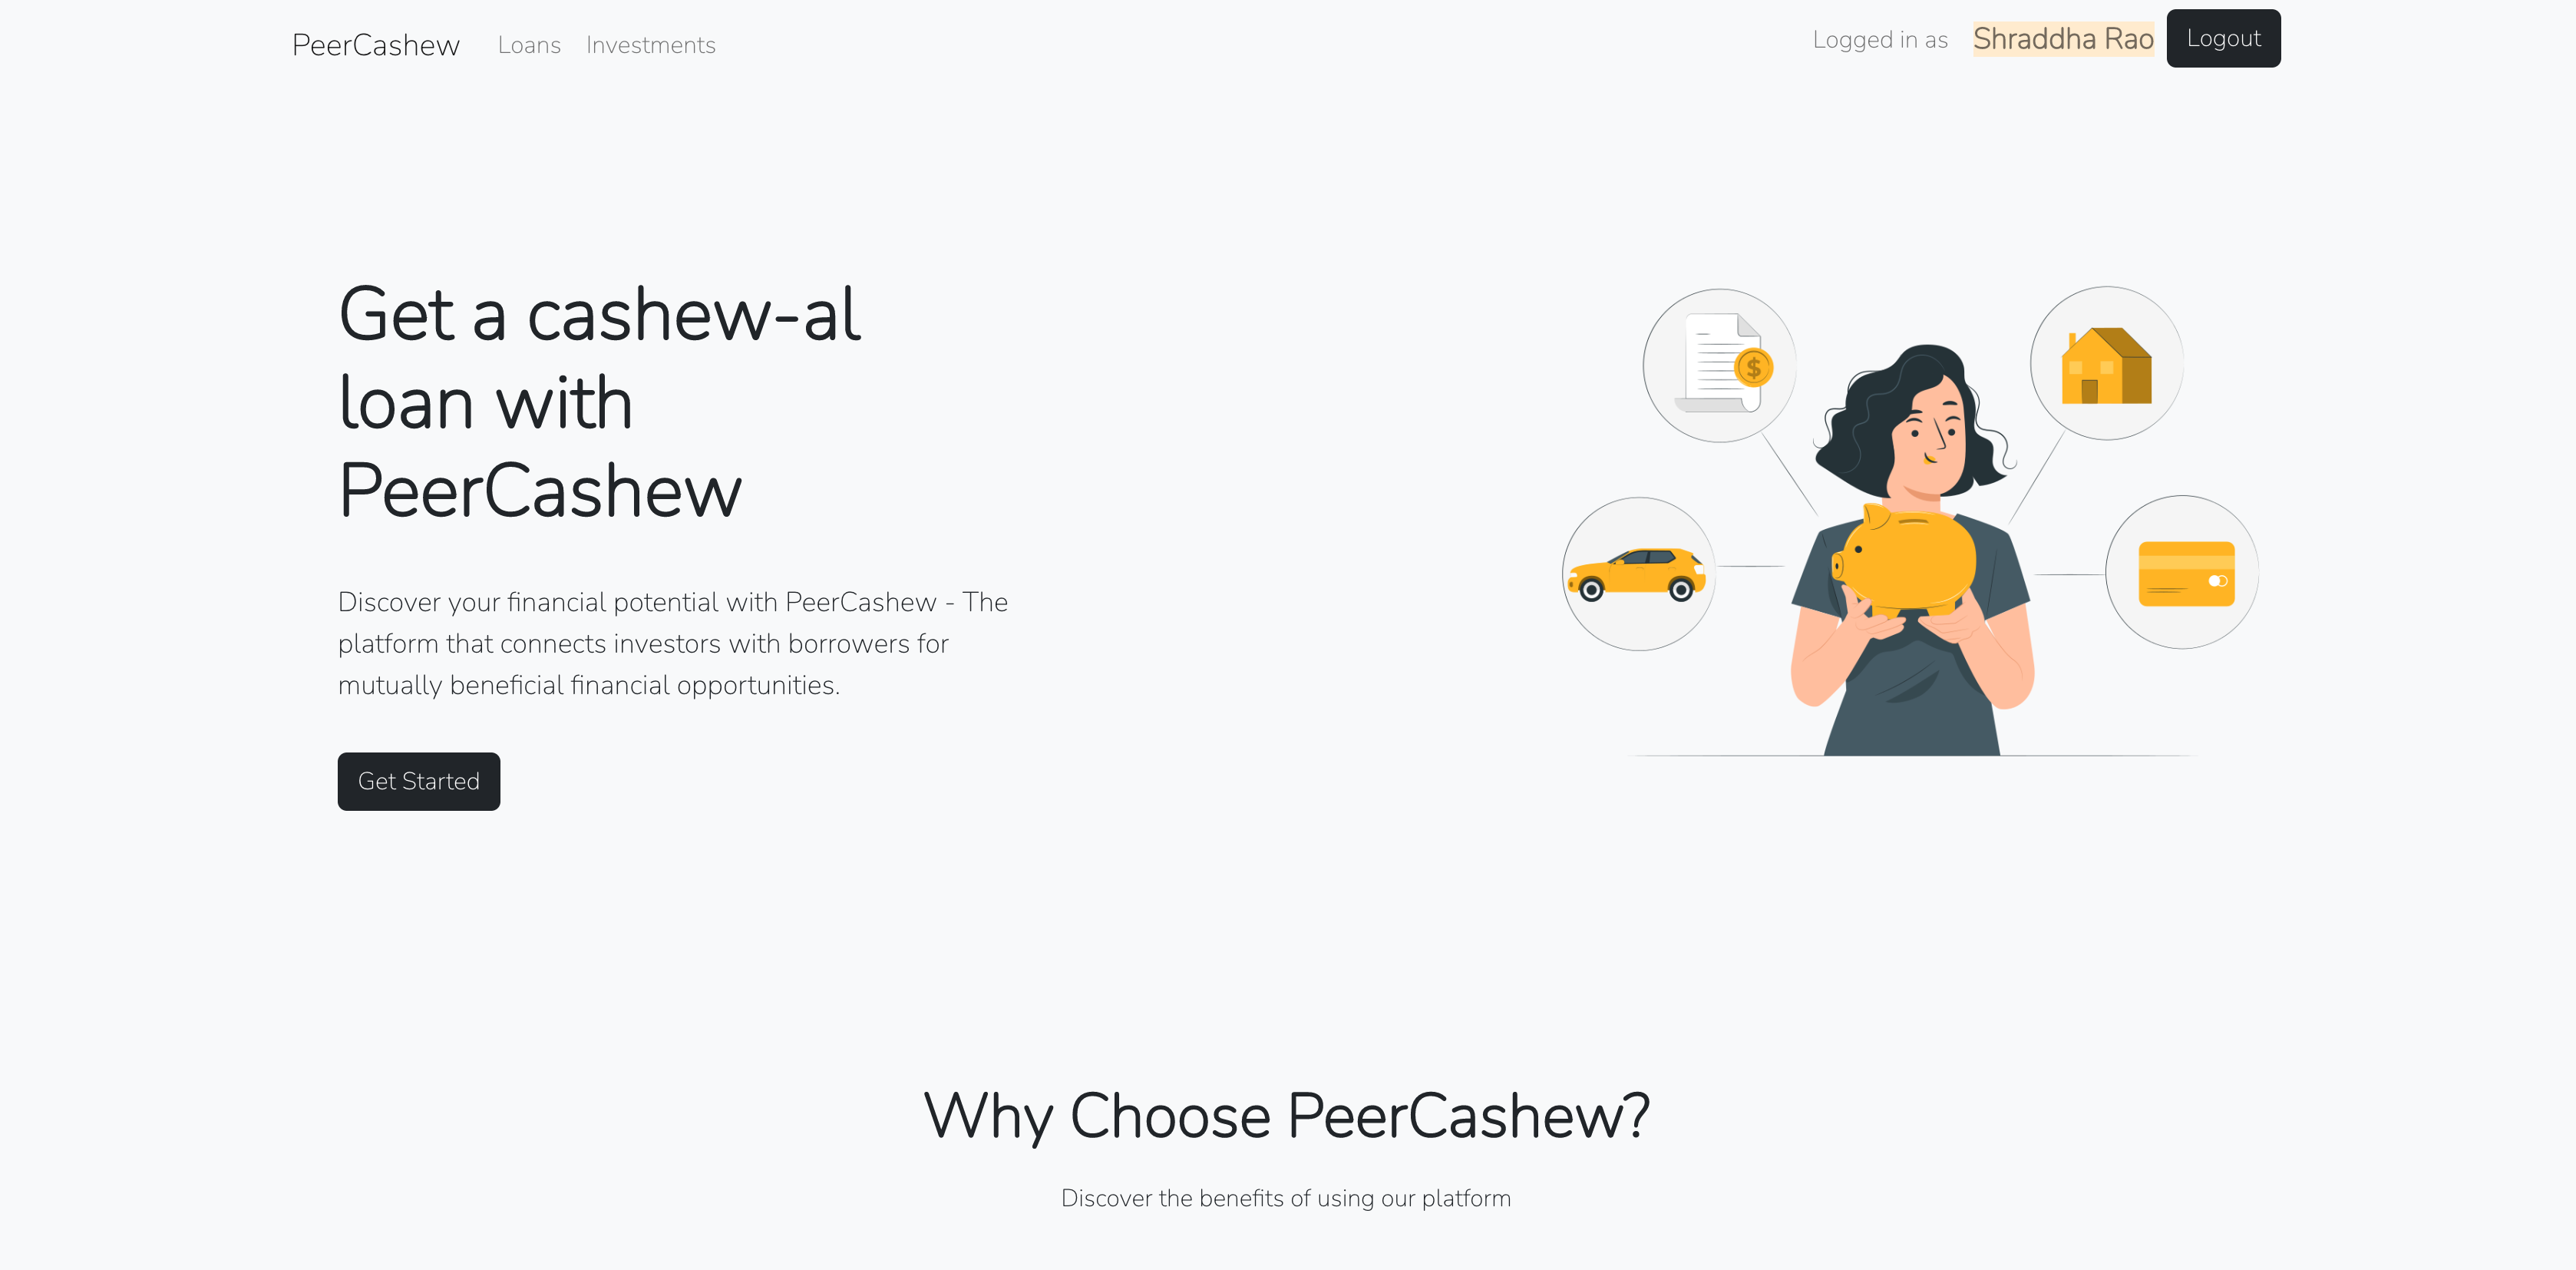 PeerCashew Loans Investments Logged in as Shraddha Rao Logout
Get a cashew-al
loan with
PeerCashew
$
Discover your financial potential with PeerCashew - The
platform that connects investors with borrowers for
mutually beneficial financial opportunities.
Get Started
Why Choose PeerCashew?
Discover the benefits of using our platform